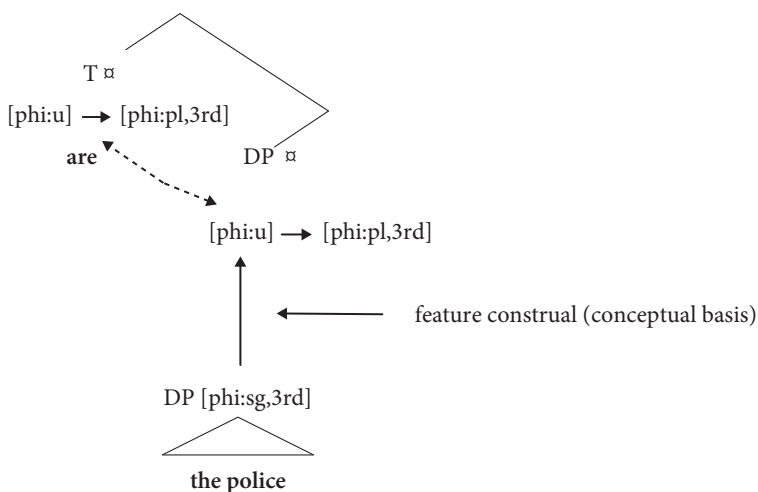 T ¤
[phi:u] → [phi:pl,3rd]
are
DP ¤
[phi:u] → [phi:pl,3rd]
feature construal (conceptual basis)
DP [phi:sg,3rd]
the police